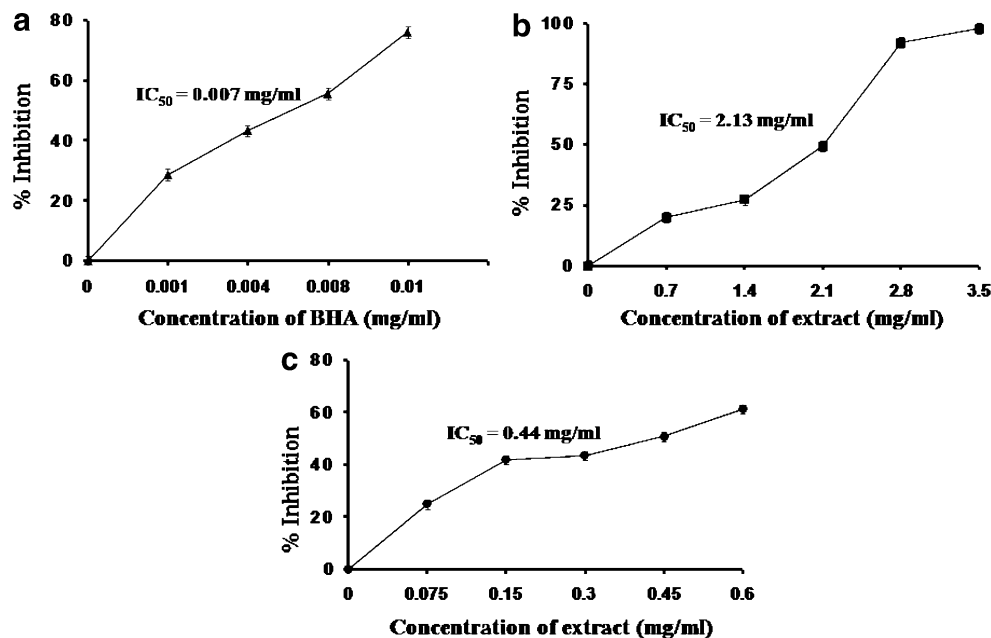 a
80
60
40
20
0
% Inhibition
IC50 = 0.007 mg/ml
0 0.001 0.004 0.008 0.01
Concentration of BHA (mg/ml)
b
100
75
50
25
0
% Inhibition
IC50 = 2.13 mg/ml
0 0.7 1.4 2.1 2.8 3.5
Concentration of extract (mg/ml)
c
80
60
40
20
0
% Inhibition
IC50 = 0.44 mg/ml
0 0.075 0.15 0.3 0.45 0.6
Concentration of extract (mg/ml)